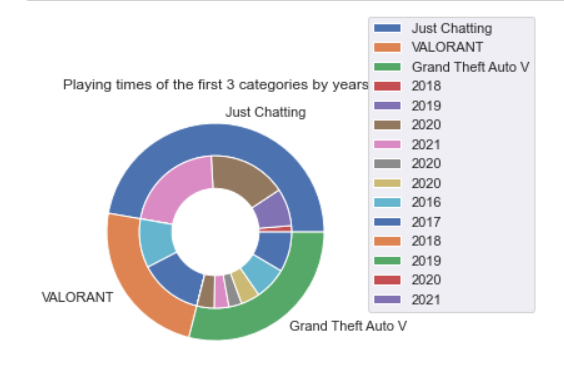 Playing times of the first 3 categories by years
Just Chatting
VALORANT
Grand Theft Auto V
Just Chatting
VALORANT
Grand Theft Auto V
2018
2019
2020
2021
2020
2020
2016
2017
2018
2019
2020
2021